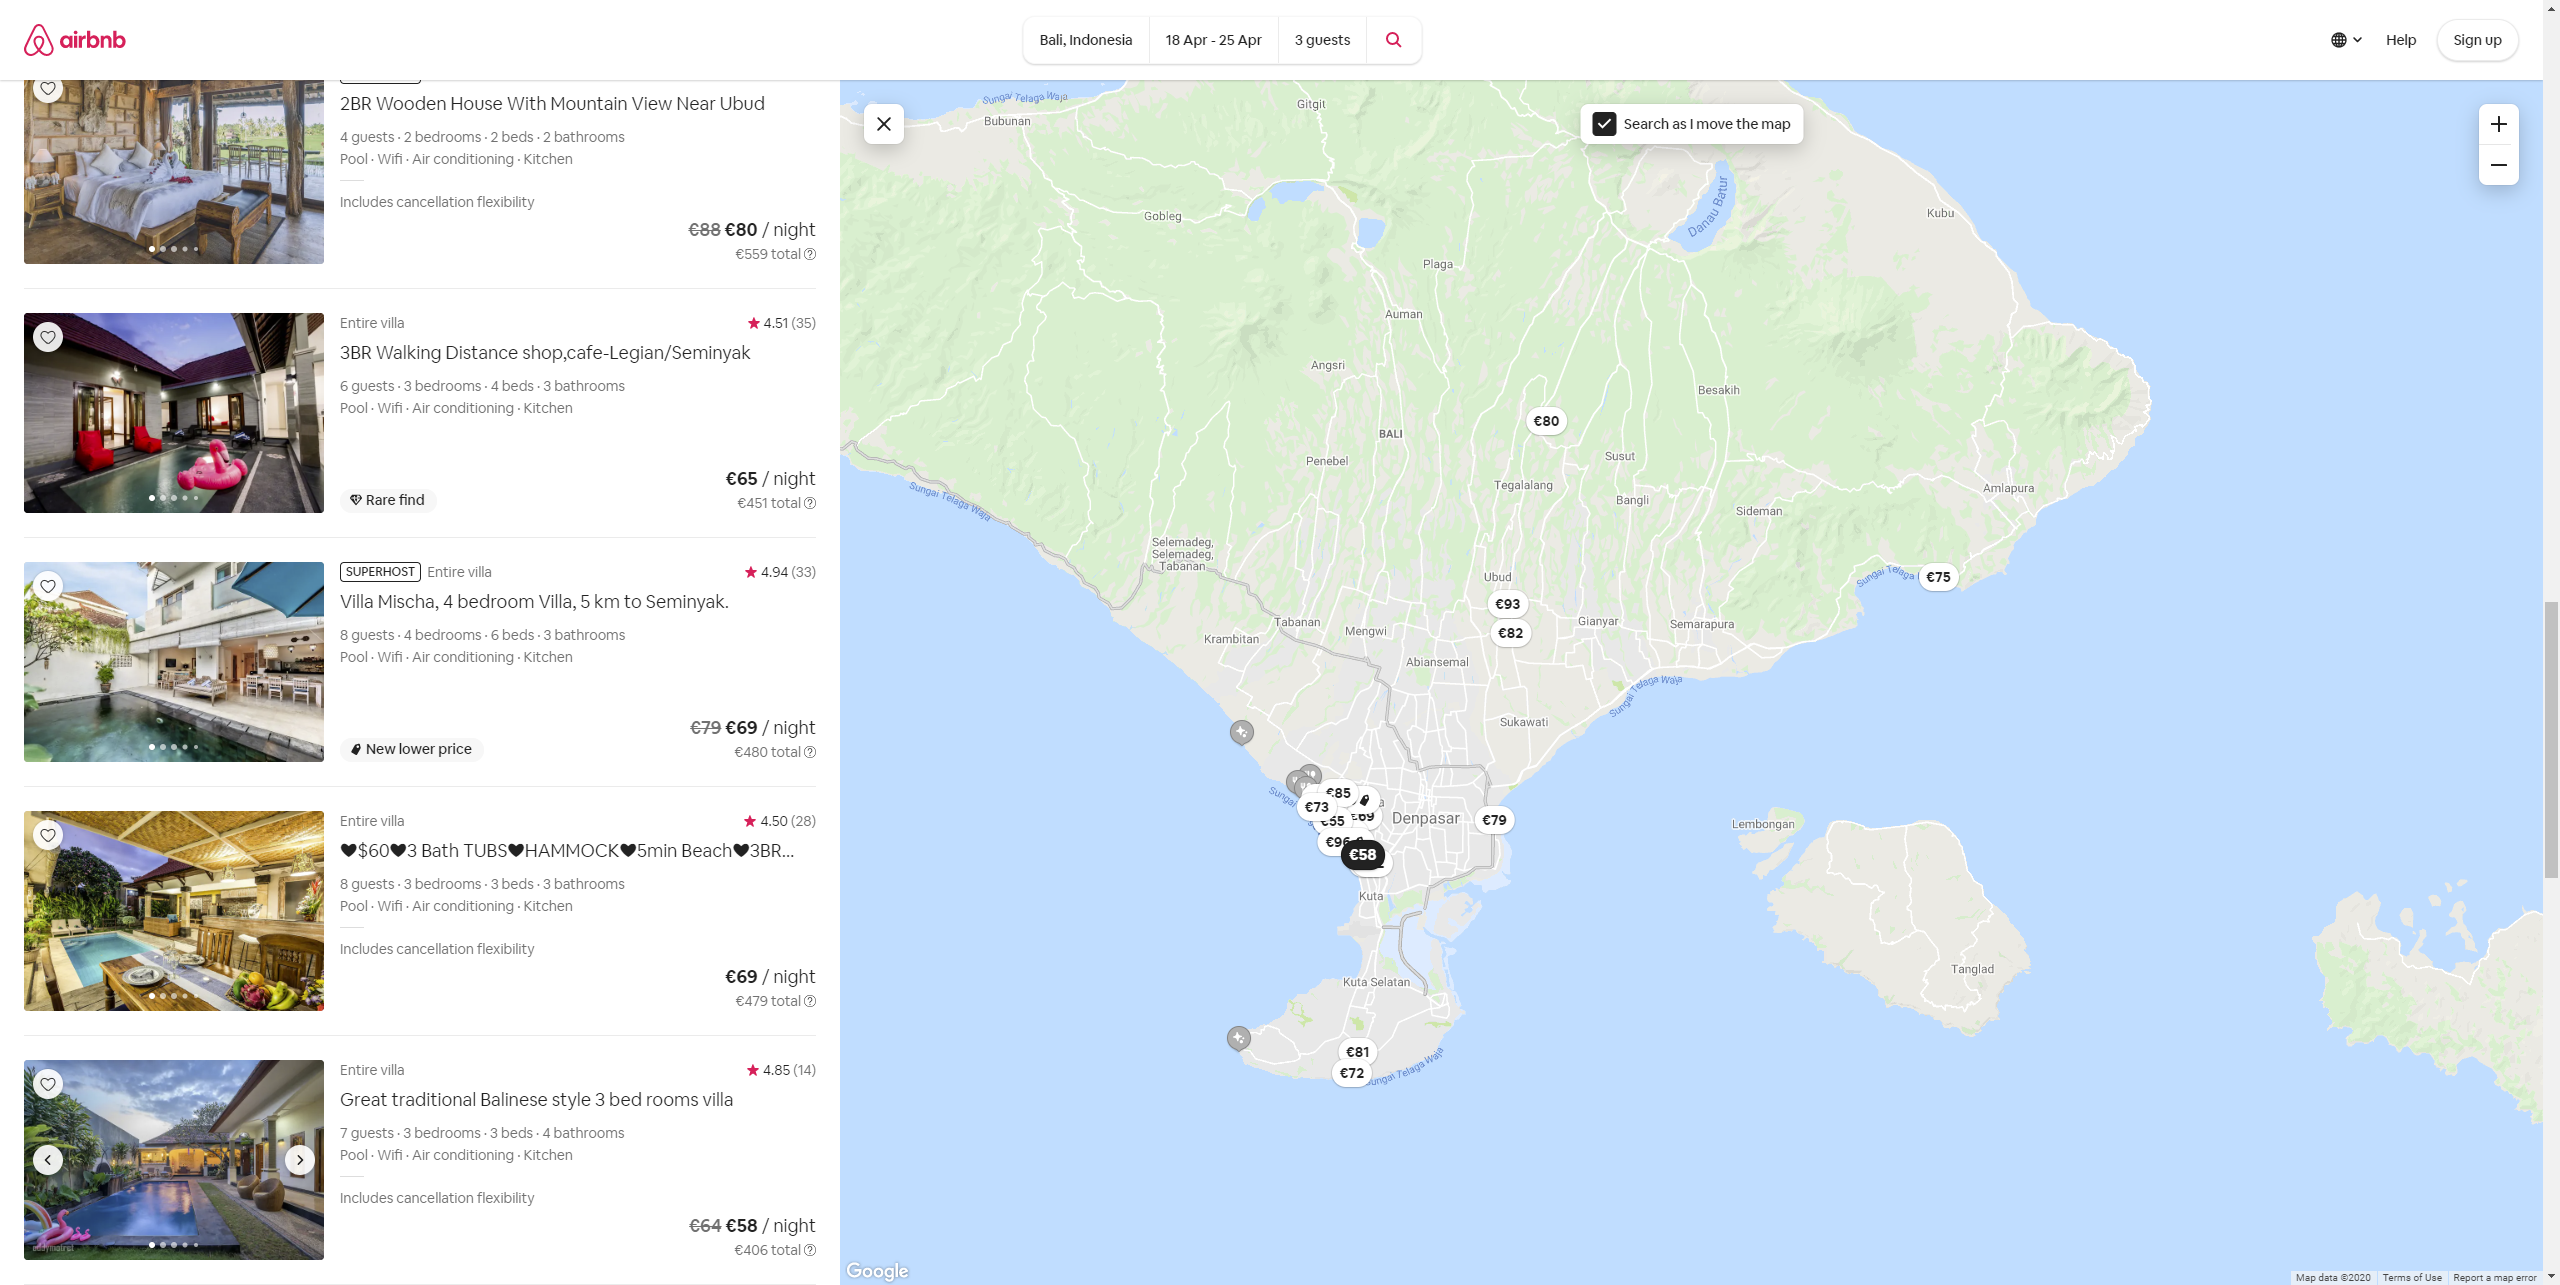 airbnb
Bali, Indonesia
18 Apr - 25 Apr
3 guests
Help
Sign up
2BR Wooden House With Mountain View Near Ubud
4 guests · 2 bedrooms · 2 beds · 2 bathrooms
Pool · Wifi · Air conditioning · Kitchen
Includes cancellation flexibility
€88 €80 / night
€559 total
Entire villa
4.51 (35)
3BR Walking Distance shop,cafe-Legian/Seminyak
6 guests · 3 bedrooms · 4 beds · 3 bathrooms
Pool · Wifi · Air conditioning · Kitchen
€65 / night
Rare find
€451 total
SUPERHOST Entire villa
4.94 (33)
Villa Mischa, 4 bedroom Villa, 5 km to Seminyak.
8 guests · 4 bedrooms · 6 beds · 3 bathrooms
Pool · Wifi · Air conditioning · Kitchen
€79 €69 / night
New lower price
€480 total
Entire villa
4.50 (28)
♥$60♥3 Bath TUBS♥HAMMOCK♥5min Beach♥3BR...
8 guests · 3 bedrooms · 3 beds · 3 bathrooms
Pool · Wifi · Air conditioning · Kitchen
Includes cancellation flexibility
€69 / night
€479 total
Entire villa
4.85 (14)
Great traditional Balinese style 3 bed rooms villa
7 guests · 3 bedrooms · 3 beds · 4 bathrooms
Pool · Wifi · Air conditioning · Kitchen
Includes cancellation flexibility
€64 €58 / night
€406 total
Search as I move the map
Sungai Telaga Waja
Gitgit
Bubunan
Danau Batur
Kubu
Gobleg
Plaga
Auman
Angsri
Besakih
€80
BALI
Penebel
Susut
Tegalalang
Bangli
Amlapura
Sungai Telaga Waja
Sideman
Selemadeg,
Selemadeg,
Tabanan
Ubud
Sungai Telaga
€75
€93
Tabanan
Mengwi
€82
Gianyar
Semarapura
Krambitan
Abiansemal
Sungai Telaga Waja
Sukawati
€85
€73
€69
Denpasar
€79
Lembongan
€96
€58
Kuta
Tanglad
Kuta Selatan
€81
€72
Sungai Telaga Waja
Google
Map data ©2020
Terms of Use
Report a map error